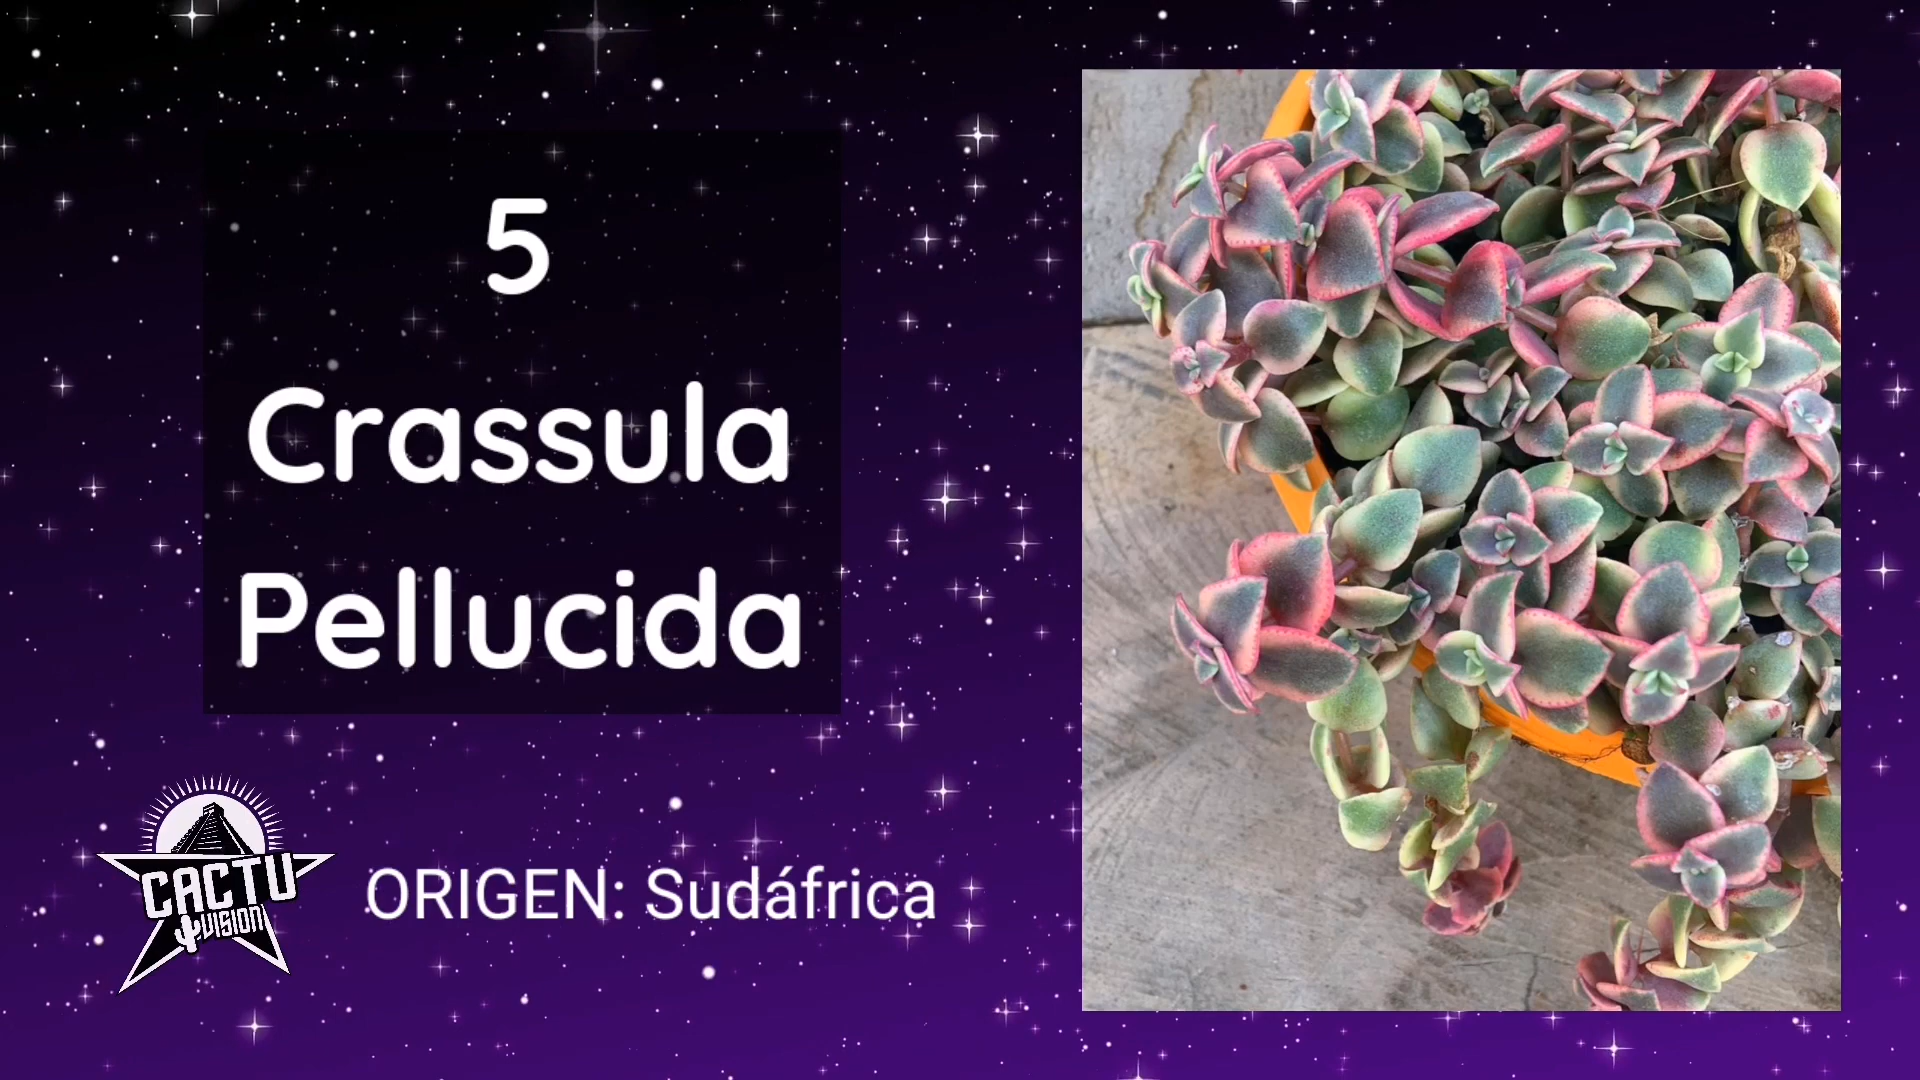 5
Crassula
Pellucida
CACTU
VISION
ORIGEN: Sudáfrica